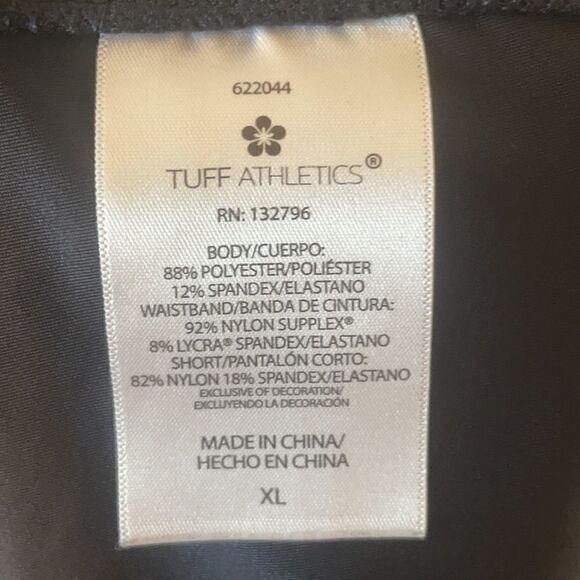 622044
TUFF ATHLETICS®
RN: 132796
BODY/CUERPO:
88% POLYESTER/POLIÉSTER
12% SPANDEX/ELASTANO
WAISTBAND/BANDA DE CINTURA:
92% NYLON SUPPLEX®
8% LYCRA® SPANDEX/ELASTANO
SHORT/PANTALÓN CORTO:
82% NYLON 18% SPANDEX/ELASTANO
EXCLUSIVE OF DECORATION/
EXCLUYENDO LA DECORACIÓN
MADE IN CHINA/
HECHO EN CHINA
XL